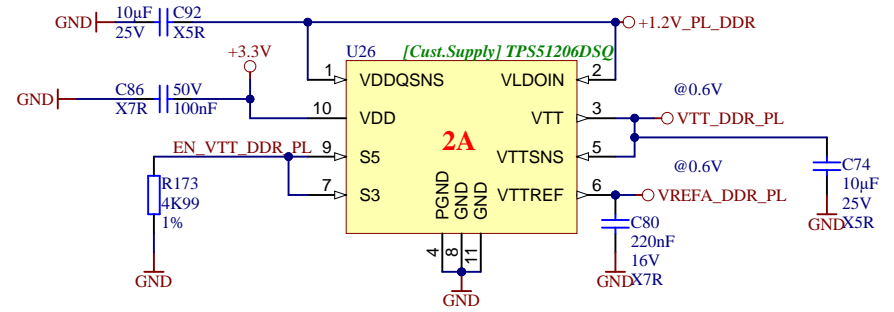 10µF C92
GND 25V X5R +1.2V_PL_DDR
+3.3V U26 [Cust.Supply] TPS51206DSQ
1 VDDQSNS VLDOIN 2
C86 50V @0.6V
GND X7R 100nF 10 VDD VTT 3 VTT_DDR_PL
2A
EN_VTT_DDR_PL 9 S5 VTTSNS 5
@0.6V C74
R173 7 S3 VTTREF 6 VREFA_DDR_PL 10µF
4K99 25V
1% PGND GND GND C80 GND X5R
220nF
4 8 11 16V
GND GND GND X7R
GND